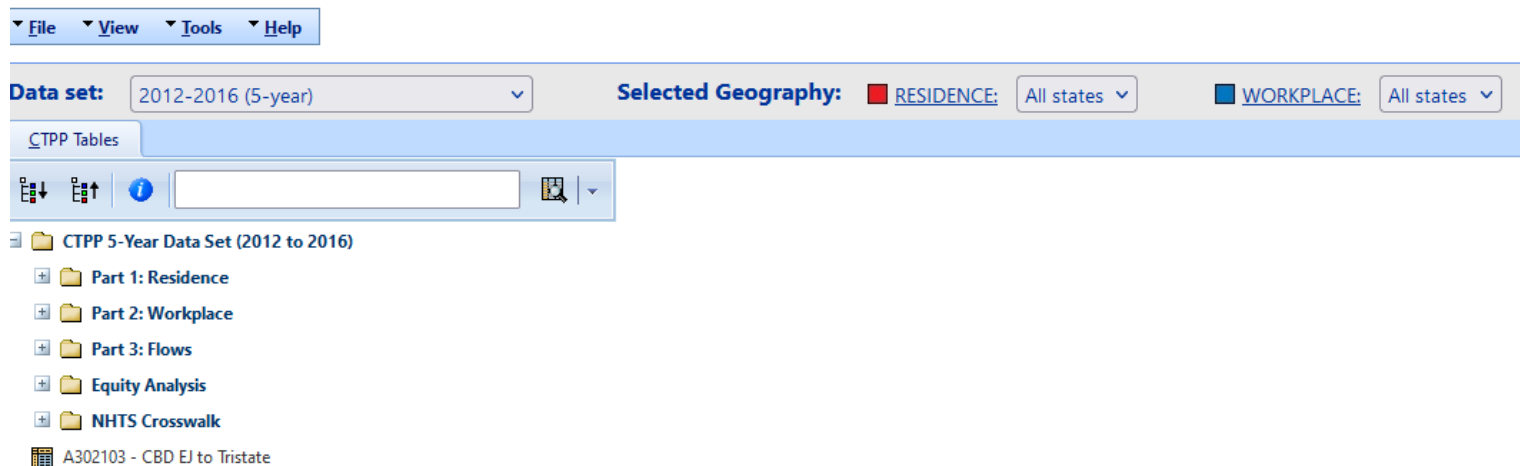 File View Tools Help
Data set: 2012-2016 (5-year) Selected Geography: RESIDENCE: All states WORKPLACE: All states
CTPP Tables
CTPP 5-Year Data Set (2012 to 2016)
Part 1: Residence
Part 2: Workplace
Part 3: Flows
Equity Analysis
NHTS Crosswalk
A302103 - CBD EJ to Tristate